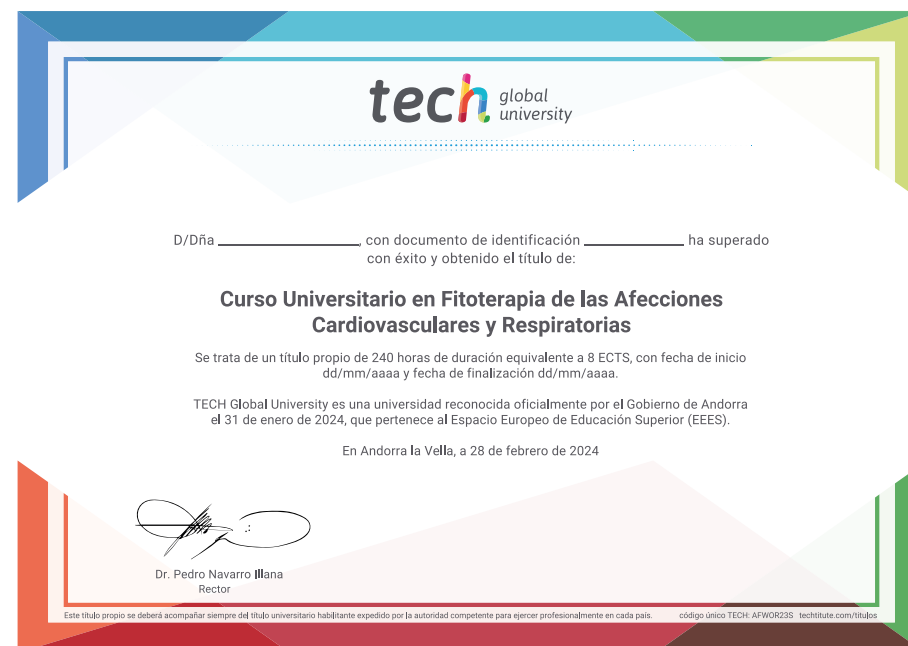 tech global university
D/Dña ____________________, con documento de identificación ______________ ha superado
con éxito y obtenido el título de:
Curso Universitario en Fitoterapia de las Afecciones
Cardiovasculares y Respiratorias
Se trata de un título propio de 240 horas de duración equivalente a 8 ECTS, con fecha de inicio
dd/mm/aaaa y fecha de finalización dd/mm/aaaa.
TECH Global University es una universidad reconocida oficialmente por el Gobierno de Andorra
el 31 de enero de 2024, que pertenece al Espacio Europeo de Educación Superior (EEES).
En Andorra la Vella, a 28 de febrero de 2024
Dr. Pedro Navarro Illana
Rector
Este título propio se deberá acompañar siempre del título universitario habilitante expedido por la autoridad competente para ejercer profesionalmente en cada país. código único TECH: AFWOR23S techtitute.com/titulos